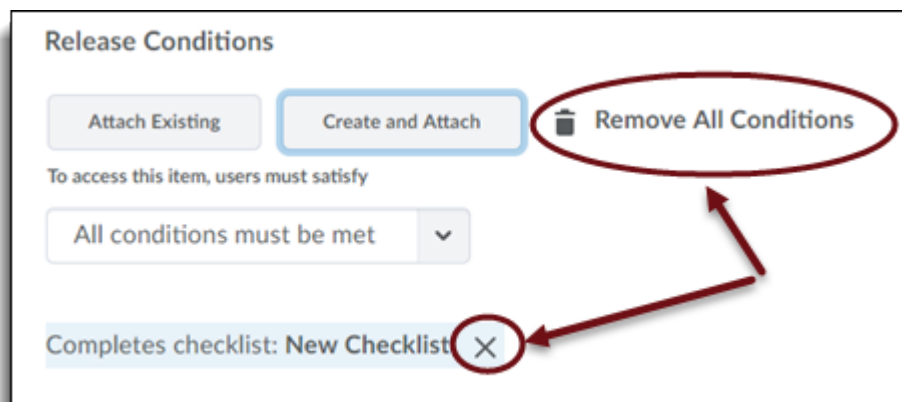 Release Conditions
Attach Existing Create and Attach Remove All Conditions
To access this item, users must satisfy
All conditions must be met
Completes checklist: New Checklist